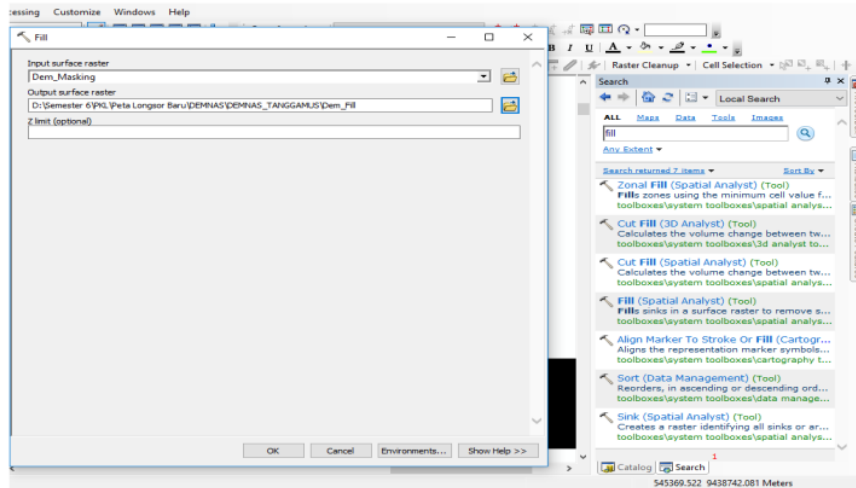 essing Customize Windows Help
Fill
Input surface raster
Dem_Masking
Output surface raster
D:\Semester 6\PKL\Peta Longsor Baru\DEMNAS\DEMNAS_TANGGAMUS\Dem_Fill
Z limit (optional)
OK Cancel Environments... Show Help >>
B I U A
Raster Cleanup Cell Selection
Search
Local Search
ALL Maps Data Tools Images
fill
Any Extent
Search returned 7 items Sort By
Zonal Fill (Spatial Analyst) (Tool)
Fills zones using the minimum cell value f...
toolboxes\system toolboxes\spatial analys...
Cut Fill (3D Analyst) (Tool)
Calculates the volume change between tw...
toolboxes\system toolboxes\3d analyst to...
Cut Fill (Spatial Analyst) (Tool)
Calculates the volume change between tw...
toolboxes\system toolboxes\spatial analys...
Fill (Spatial Analyst) (Tool)
Fills sinks in a surface raster to remove s...
toolboxes\system toolboxes\spatial analys...
Align Marker To Stroke Or Fill (Cartogr...
Aligns the representation marker symbols...
toolboxes\system toolboxes\cartography t...
Sort (Data Management) (Tool)
Reorders, in ascending or descending ord...
toolboxes\system toolboxes\data manage...
Sink (Spatial Analyst) (Tool)
Creates a raster identifying all sinks or ar...
toolboxes\system toolboxes\spatial analys...
1
Catalog Search
545369.522 9438742.081 Meters